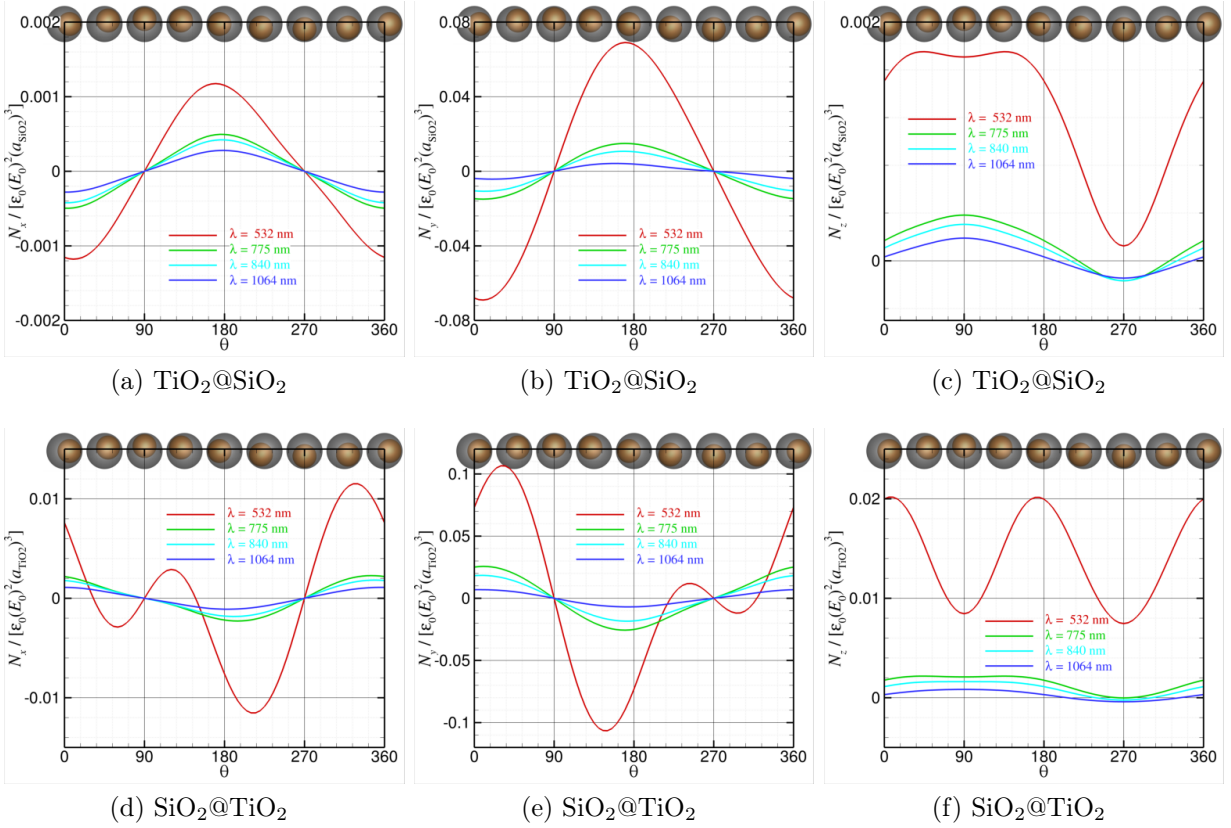 0.002
0.001
0
-0.001
-0.002
N_x / [ε_0(E_0)^2(a_SiO2)^3]
λ = 532 nm
λ = 775 nm
λ = 840 nm
λ = 1064 nm
0 90 180 270 360
θ
(a) TiO₂@SiO₂
0.08
0.04
0
-0.04
-0.08
N_y / [ε_0(E_0)^2(a_SiO2)^3]
λ = 532 nm
λ = 775 nm
λ = 840 nm
λ = 1064 nm
0 90 180 270 360
θ
(b) TiO₂@SiO₂
0.002
0
N_z / [ε_0(E_0)^2(a_SiO2)^3]
λ = 532 nm
λ = 775 nm
λ = 840 nm
λ = 1064 nm
0 90 180 270 360
θ
(c) TiO₂@SiO₂
0.01
0
-0.01
N_x / [ε_0(E_0)^2(a_TiO2)^3]
λ = 532 nm
λ = 775 nm
λ = 840 nm
λ = 1064 nm
0 90 180 270 360
θ
(d) SiO₂@TiO₂
0.1
0.05
0
-0.05
-0.1
N_y / [ε_0(E_0)^2(a_TiO2)^3]
λ = 532 nm
λ = 775 nm
λ = 840 nm
λ = 1064 nm
0 90 180 270 360
θ
(e) SiO₂@TiO₂
0.02
0.01
0
N_z / [ε_0(E_0)^2(a_TiO2)^3]
λ = 532 nm
λ = 775 nm
λ = 840 nm
λ = 1064 nm
0 90 180 270 360
θ
(f) SiO₂@TiO₂